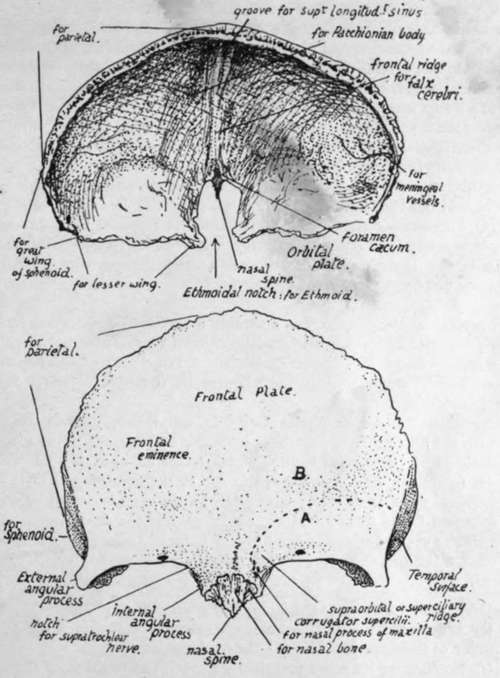 groove for supr longitudl sinus
for
parietal.
for Pacchionian body
frontal ridge
for falx
cerebri.
for
meningeal
vessels.
foramen
cæcum.
Orbital
plate.
for
great
wing
of sphenoid.
for lesser wing.
nasal
spine.
Ethmoidal notch: for Ethmoid.
for
parietal.
Frontal Plate.
Frontal
eminence.
B
A
for
sphenoid.
External
angular
process
Temporal
surface.
notch
for supratrochlear
nerve.
internal
angular
process
nasal
spine.
supraorbital or superciliary
ridge.
corrugator supercilii.
for nasal process of maxilla
for nasal bone.